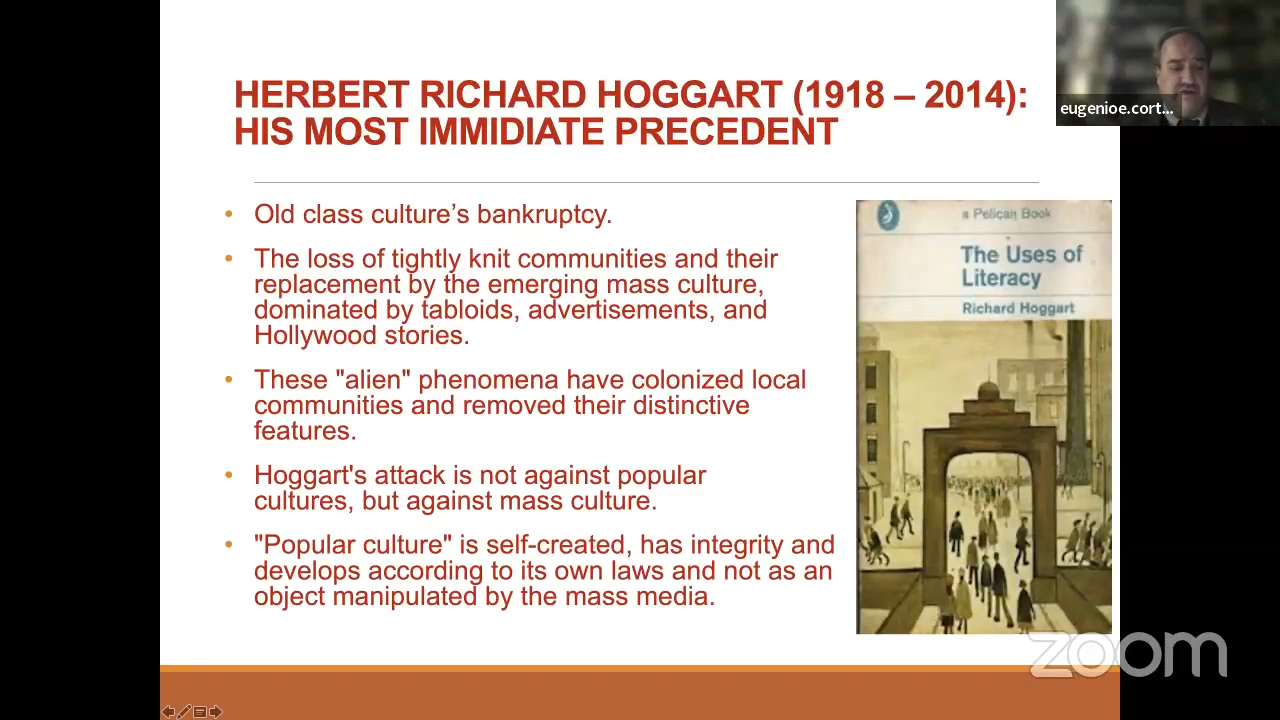 HERBERT RICHARD HOGGART (1918 – 2014):
HIS MOST IMMIDIATE PRECEDENT
eugenioe.cort...
• Old class culture’s bankruptcy.
• The loss of tightly knit communities and their
replacement by the emerging mass culture,
dominated by tabloids, advertisements, and
Hollywood stories.
• These "alien" phenomena have colonized local
communities and removed their distinctive
features.
• Hoggart's attack is not against popular
cultures, but against mass culture.
• "Popular culture" is self-created, has integrity and
develops according to its own laws and not as an
object manipulated by the mass media.
a Pelican Book
The Uses of
Literacy
Richard Hoggart
zoom